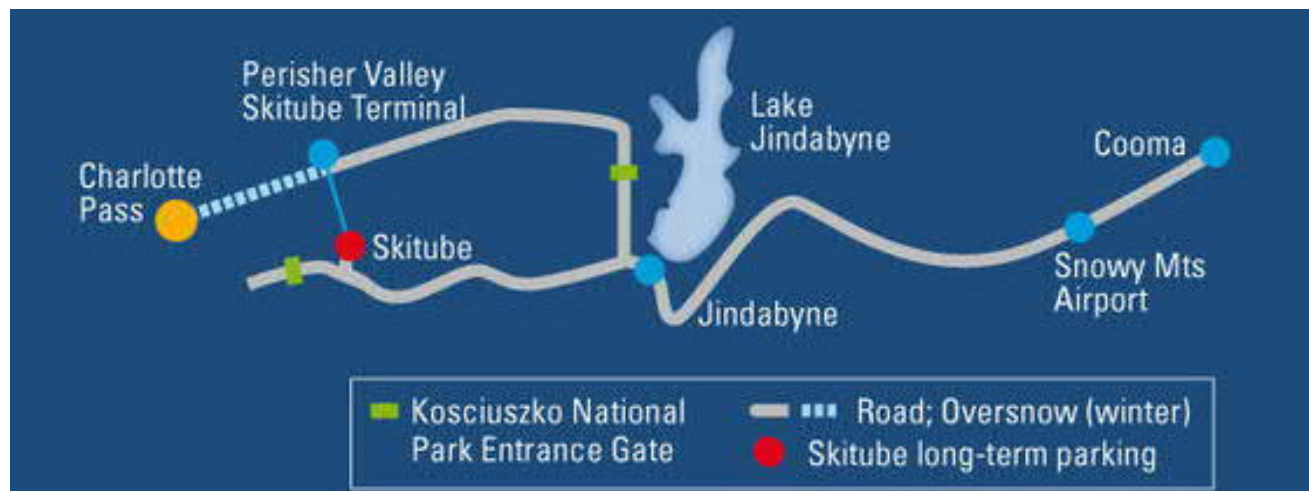 Perisher Valley
Skitube Terminal
Lake
Jindabyne
Cooma
Charlotte
Pass
Skitube
Snowy Mts
Airport
Jindabyne
Kosciuszko National
Park Entrance Gate
Road; Oversnow (winter)
Skitube long-term parking